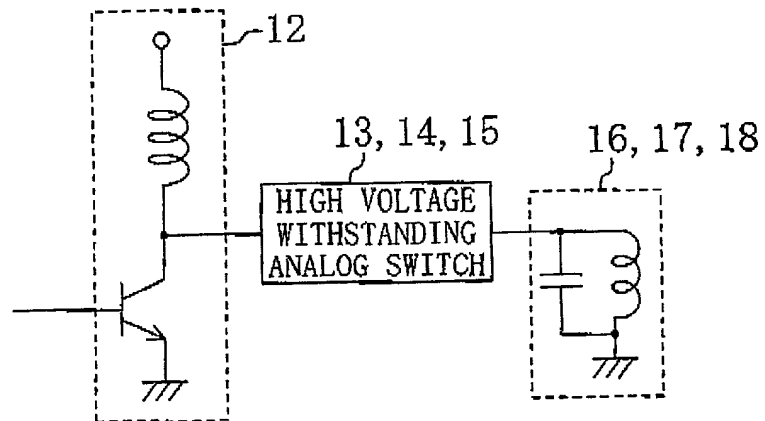 12
13, 14, 15
16, 17, 18
HIGH VOLTAGE
WITHSTANDING
ANALOG SWITCH